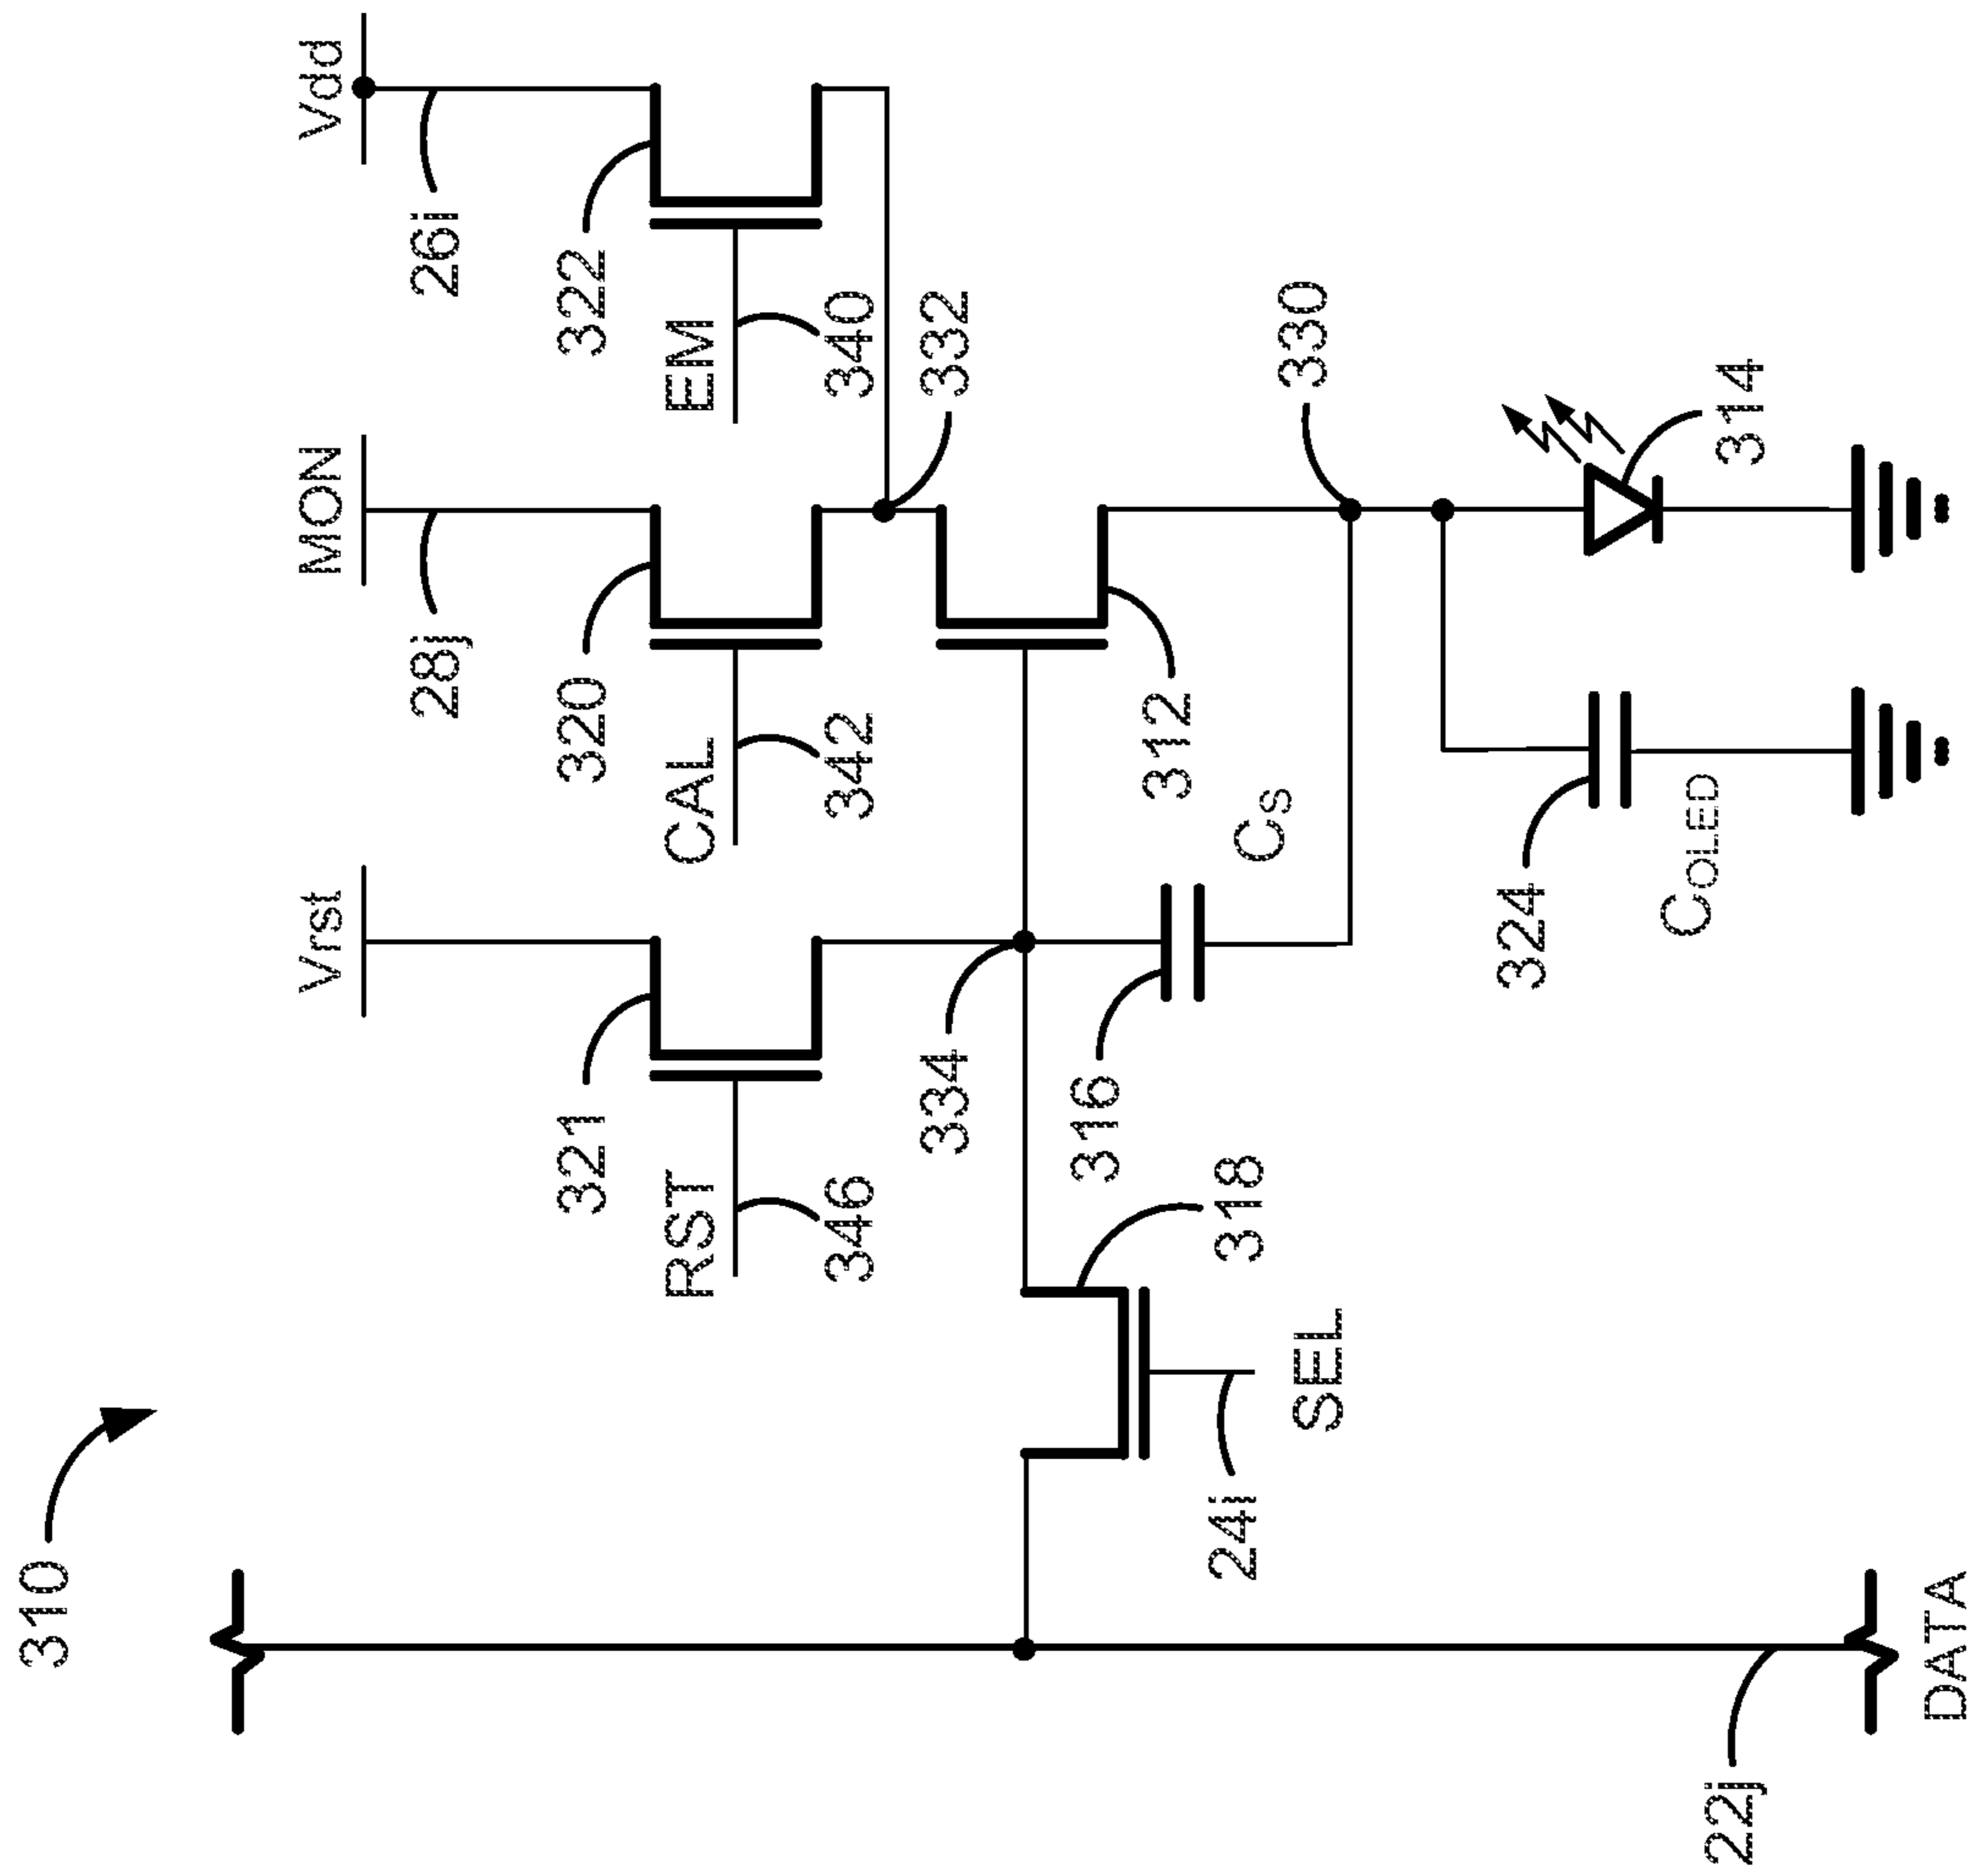 310
Vdd
MON
Vrst
26i
28j
322
320
321
EM
CAL
RST
340
342
346
332
334
330
312
316
318
CS
SEL
24i
314
324
COLED
22j
DATA